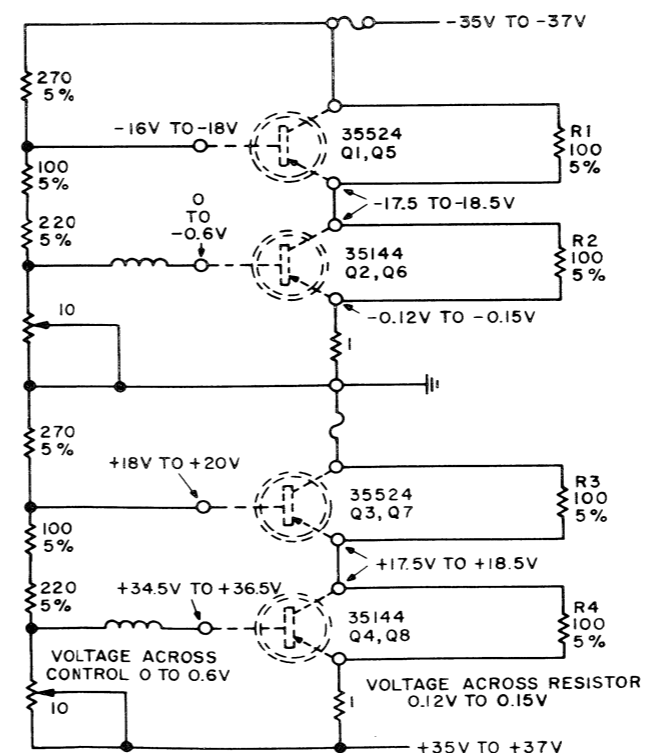 -35V TO -37V
270
5%
-16V TO -18V
35524
Q1, Q5
R1
100
5%
100
5%
0
TO
-0.6V
-17.5 TO -18.5V
220
5%
35144
Q2, Q6
R2
100
5%
10
-0.12V TO -0.15V
1
270
5%
+18V TO +20V
35524
Q3, Q7
R3
100
5%
100
5%
+17.5V TO +18.5V
220
5%
+34.5V TO +36.5V
35144
Q4, Q8
R4
100
5%
VOLTAGE ACROSS
CONTROL 0 TO 0.6V
10
1
VOLTAGE ACROSS RESISTOR
0.12V TO 0.15V
+35V TO +37V